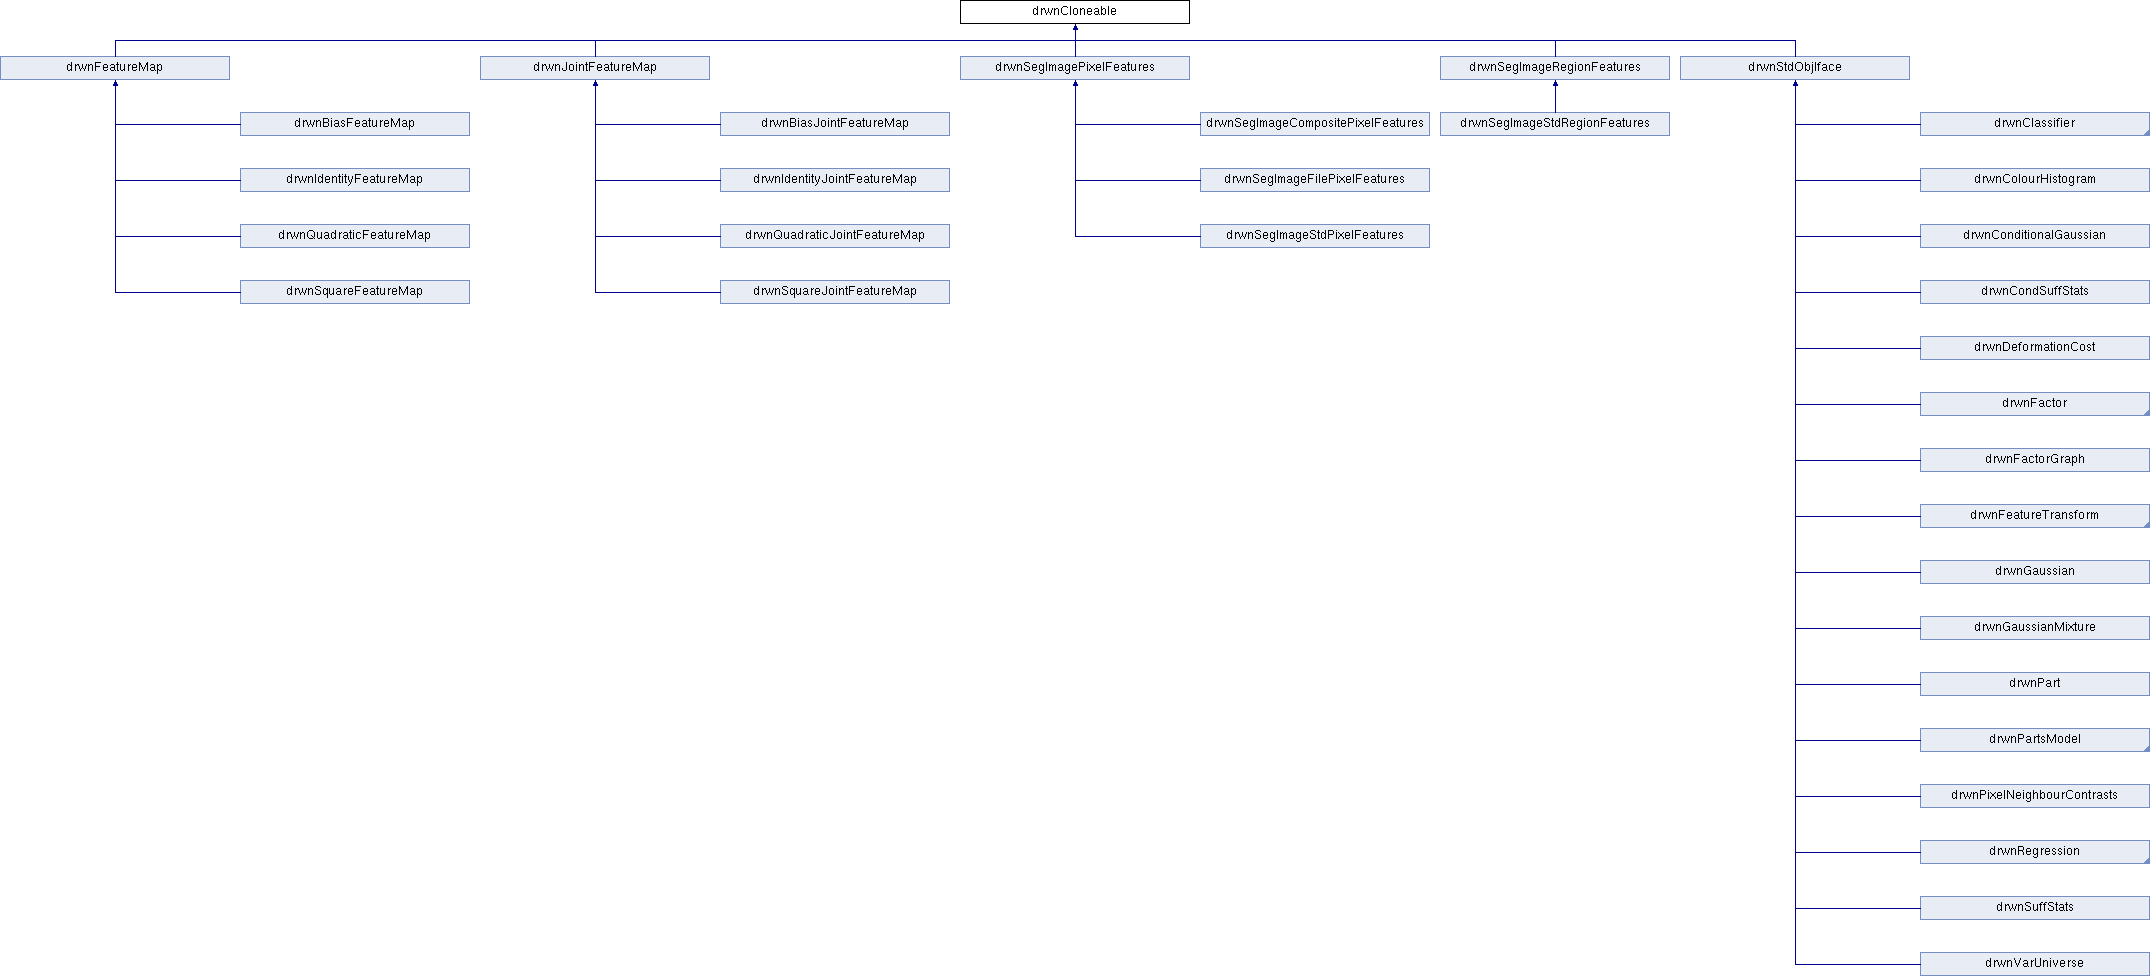 drwnCloneable
drwnFeatureMap
drwnJointFeatureMap
drwnSegImagePixelFeatures
drwnSegImageRegionFeatures
drwnStdObjIface
drwnBiasFeatureMap
drwnBiasJointFeatureMap
drwnSegImageCompositePixelFeatures
drwnSegImageStdRegionFeatures
drwnClassifier
drwnIdentityFeatureMap
drwnIdentityJointFeatureMap
drwnSegImageFilePixelFeatures
drwnColourHistogram
drwnQuadraticFeatureMap
drwnQuadraticJointFeatureMap
drwnSegImageStdPixelFeatures
drwnConditionalGaussian
drwnSquareFeatureMap
drwnSquareJointFeatureMap
drwnCondSuffStats
drwnDeformationCost
drwnFactor
drwnFactorGraph
drwnFeatureTransform
drwnGaussian
drwnGaussianMixture
drwnPart
drwnPartsModel
drwnPixelNeighbourContrasts
drwnRegression
drwnSuffStats
drwnVarUniverse